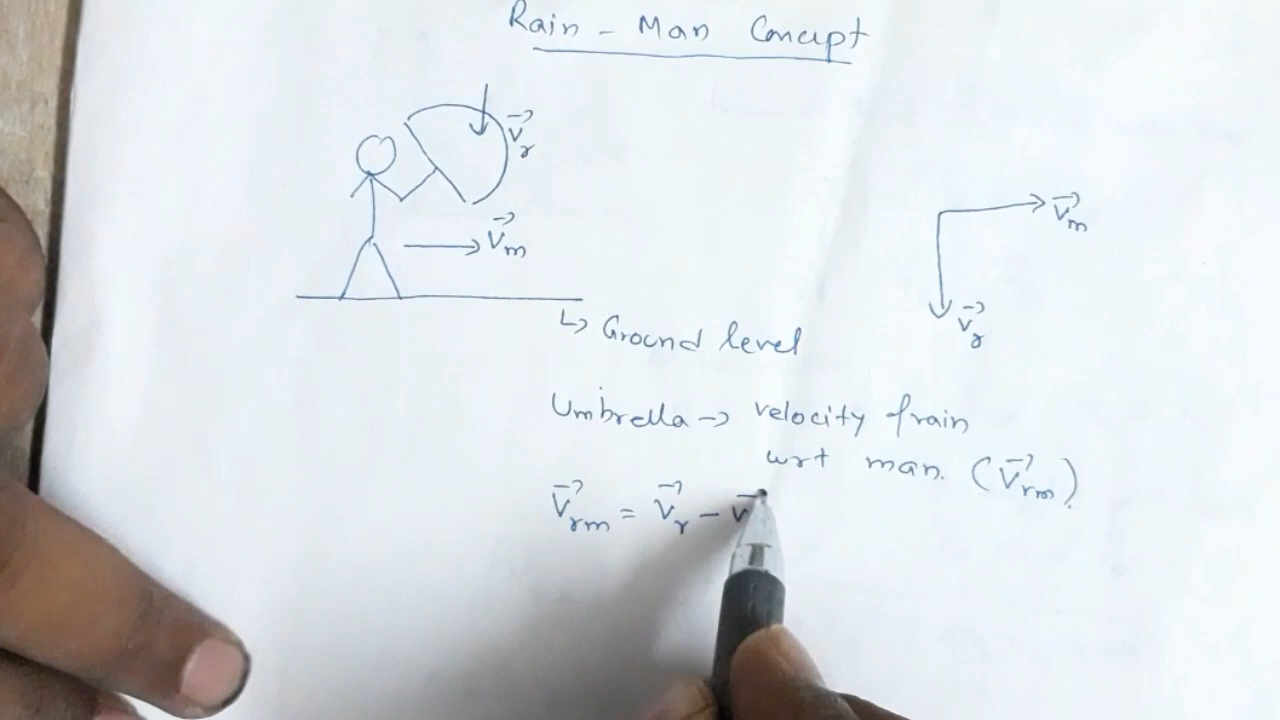 Rain - Man Concept
v⃗r
v⃗m
v⃗m
v⃗r
↳ Ground level
Umbrella → velocity of rain
wrt man. (v⃗rm)
v⃗rm = v⃗r - v⃗